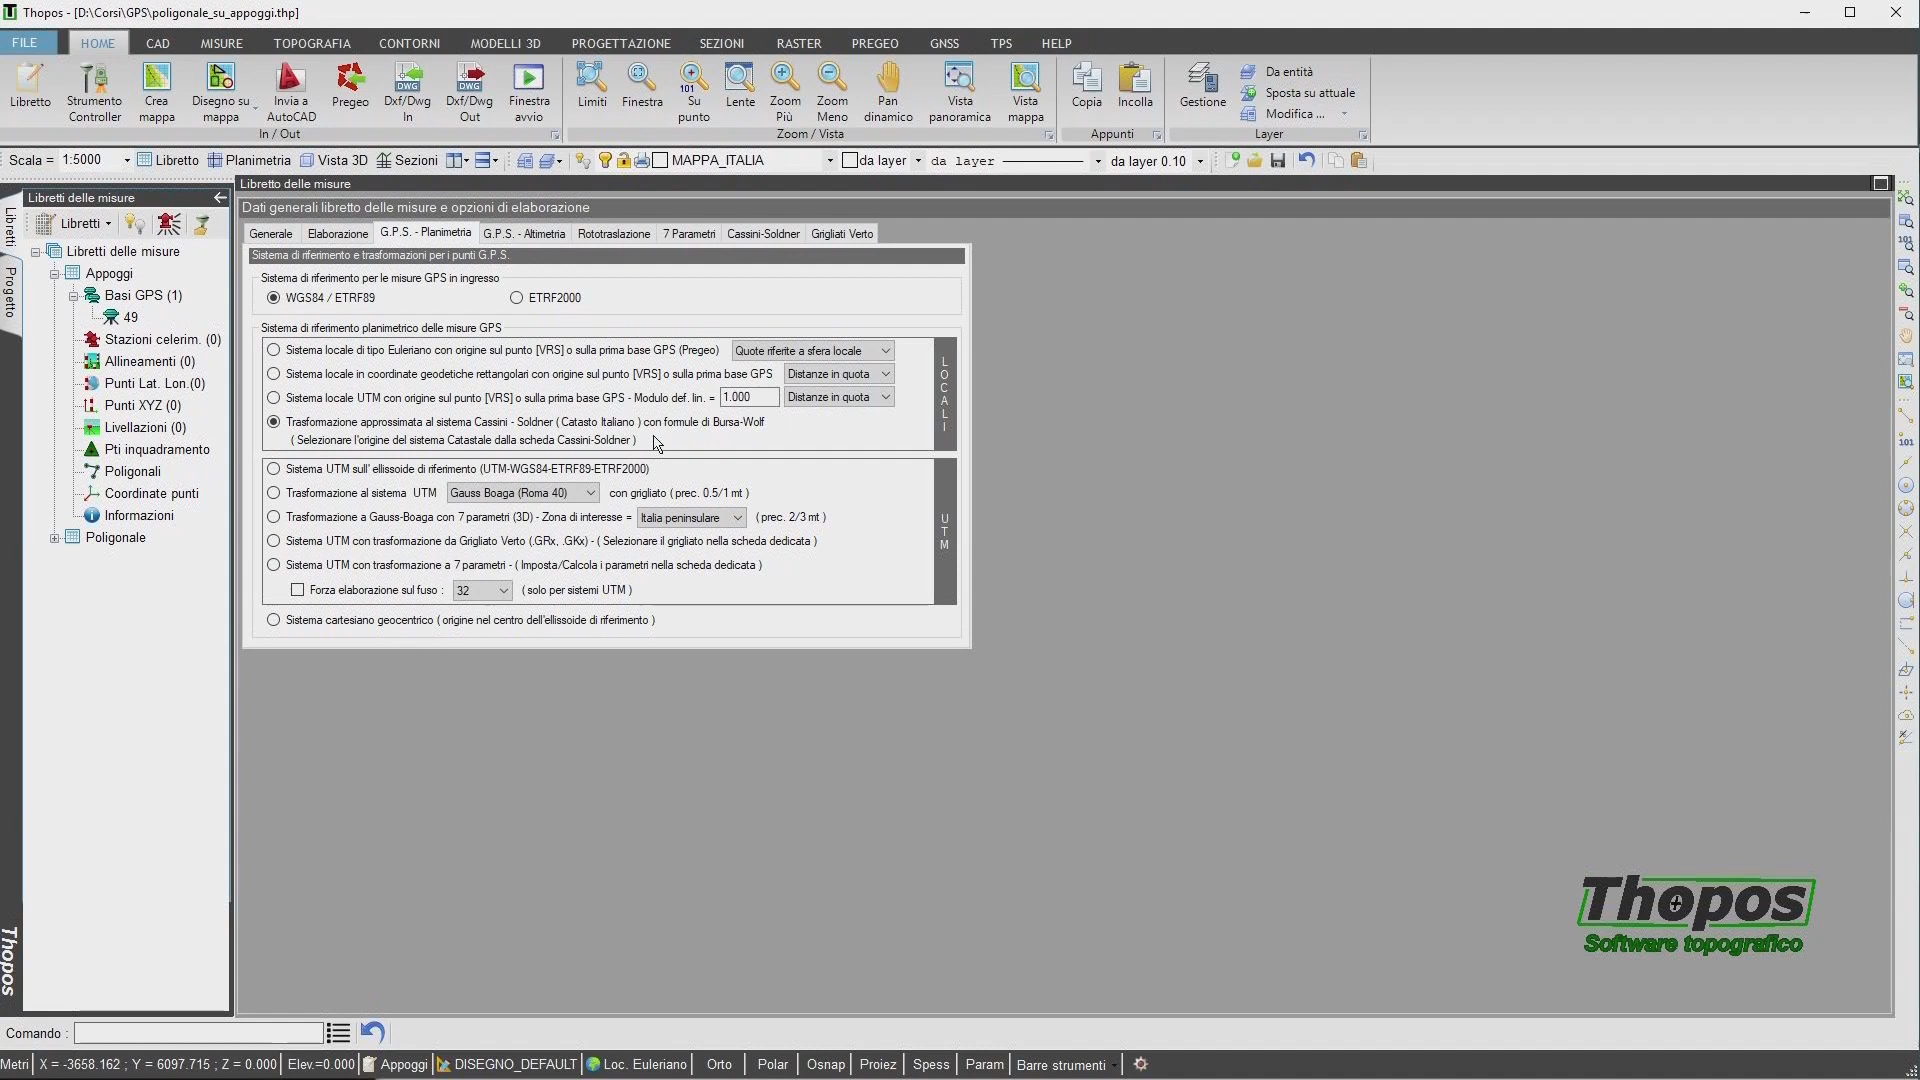 Thopos - [D:\Corsi\GPS\poligonale_su_appoggi.thp]
FILE HOME CAD MISURE TOPOGRAFIA CONTORNI MODELLI 3D PROGETTAZIONE SEZIONI RASTER PREGEO GNSS TPS HELP
Libretto
Strumento Controller
Crea mappa
Disegno su mappa
Invia a AutoCAD
Pregeo
DWG
Dxf/Dwg In
DWG
Dxf/Dwg Out
Finestra avvio
In / Out
Limiti
Finestra
101
Su punto
Lente
Zoom Più
Zoom Meno
Pan dinamico
Vista panoramica
Vista mappa
Zoom / Vista
Copia
Incolla
Appunti
Gestione
Da entità
Sposta su attuale
Modifica ...
Layer
Scala = 1:5000 Libretto Planimetria Vista 3D Sezioni MAPPA_ITALIA da layer da layer da layer 0.10
Libretti
Progetto
Thopos
Libretti delle misure
Libretti
Libretti delle misure
Appoggi
Basi GPS (1)
49
Stazioni celerim. (0)
Allineamenti (0)
Punti Lat. Lon.(0)
Punti XYZ (0)
Livellazioni (0)
Pti inquadramento
Poligonali
Coordinate punti
Informazioni
Poligonale
Libretto delle misure
Dati generali libretto delle misure e opzioni di elaborazione
Generale Elaborazione G.P.S. - Planimetria G.P.S. - Altimetria Rototraslazione 7 Parametri Cassini-Soldner Grigliati Verto
Sistema di riferimento e trasformazioni per i punti G.P.S.
Sistema di riferimento per le misure GPS in ingresso
WGS84 / ETRF89 ETRF2000
Sistema di riferimento planimetrico delle misure GPS
Sistema locale di tipo Euleriano con origine sul punto [VRS] o sulla prima base GPS (Pregeo) Quote riferite a sfera locale
Sistema locale in coordinate geodetiche rettangolari con origine sul punto [VRS] o sulla prima base GPS Distanze in quota
Sistema locale UTM con origine sul punto [VRS] o sulla prima base GPS - Modulo def. lin. = 1.000 Distanze in quota
Trasformazione approssimata al sistema Cassini - Soldner ( Catasto Italiano ) con formule di Bursa-Wolf
( Selezionare l'origine del sistema Catastale dalla scheda Cassini-Soldner )
LOCALI
Sistema UTM sull' ellissoide di riferimento (UTM-WGS84-ETRF89-ETRF2000)
Trasformazione al sistema UTM Gauss Boaga (Roma 40) con grigliato ( prec. 0.5/1 mt )
Trasformazione a Gauss-Boaga con 7 parametri (3D) - Zona di interesse = Italia peninsulare ( prec. 2/3 mt )
Sistema UTM con trasformazione da Grigliato Verto (.GRx, .GKx) - ( Selezionare il grigliato nella scheda dedicata )
Sistema UTM con trasformazione a 7 parametri - ( Imposta/Calcola i parametri nella scheda dedicata )
Forza elaborazione sul fuso : 32 ( solo per sistemi UTM )
UTM
Sistema cartesiano geocentrico ( origine nel centro dell'ellissoide di riferimento )
101
101
Thopos
Software topografico
Comando :
Metri X = -3658.162 ; Y = 6097.715 ; Z = 0.000 Elev.=0.000 Appoggi DISEGNO_DEFAULT Loc. Euleriano Orto Polar Osnap Proiez Spess Param Barre strumenti